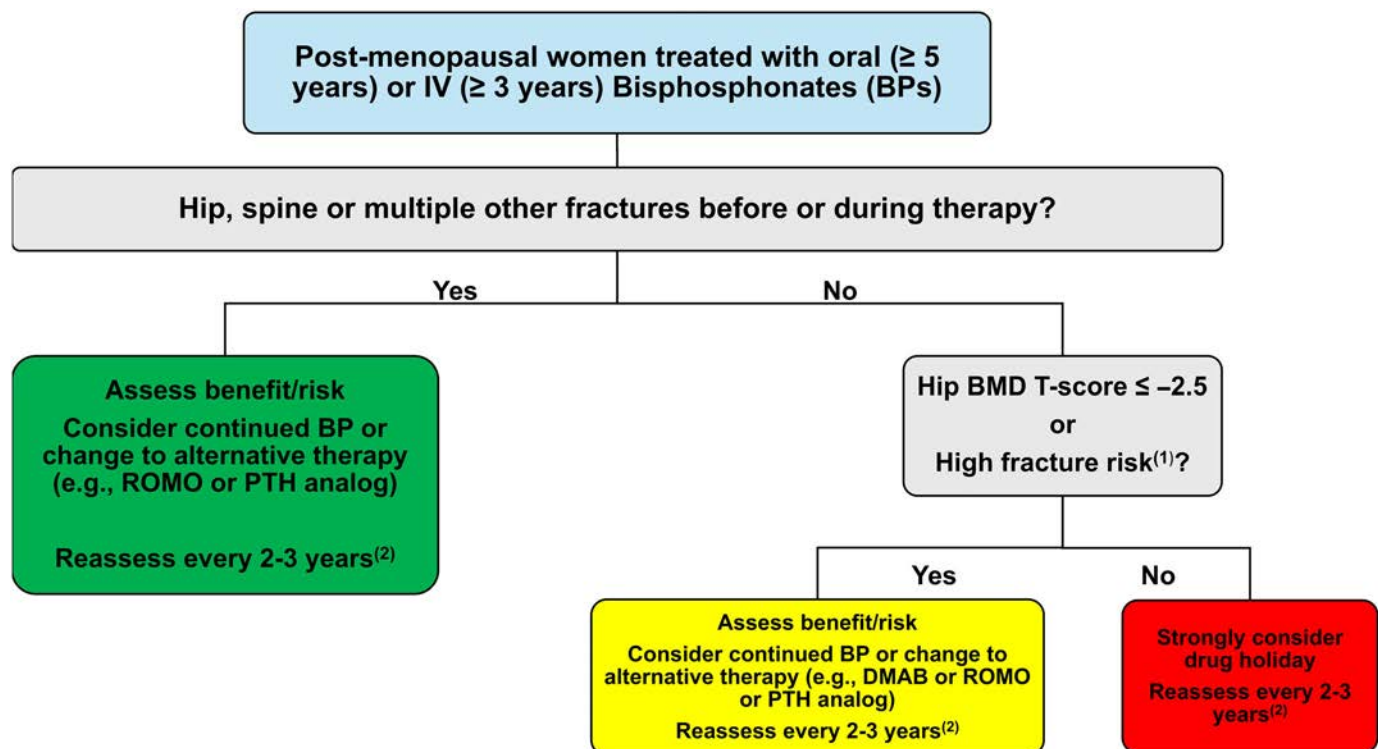 Post-menopausal women treated with oral (≥ 5
years) or IV (≥ 3 years) Bisphosphonates (BPs)
Hip, spine or multiple other fractures before or during therapy?
Yes
No
Assess benefit/risk
Consider continued BP or
change to alternative therapy
(e.g., ROMO or PTH analog)
Reassess every 2-3 years(2)
Hip BMD T-score ≤ –2.5
or
High fracture risk(1)?
Yes
No
Assess benefit/risk
Consider continued BP or change to
alternative therapy (e.g., DMAB or ROMO
or PTH analog)
Reassess every 2-3 years(2)
Strongly consider
drug holiday
Reassess every 2-3
years(2)